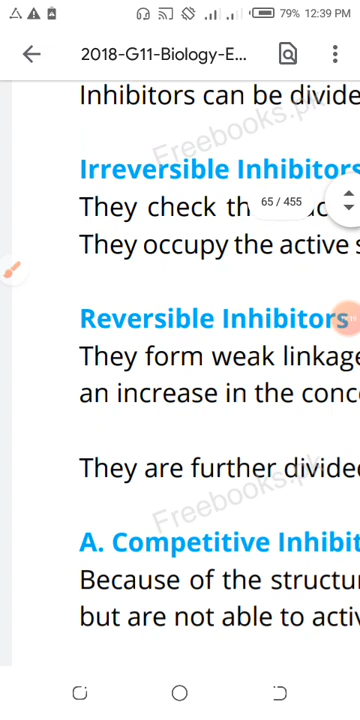 79% 12:39 PM
2018-G11-Biology-E...
Inhibitors can be divide
Freebooks.pk
Irreversible Inhibitors
They check th
65 / 455
They occupy the active s
Reversible Inhibitors
They form weak linkage
an increase in the conc
They are further divided
Freebooks.pk
A. Competitive Inhibit
Because of the structu
but are not able to activ